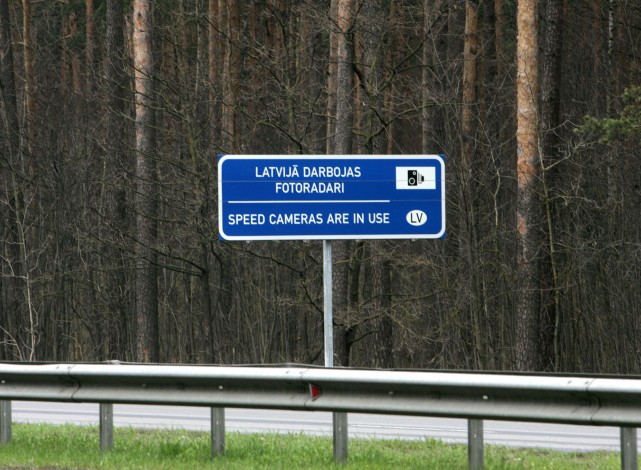 LATVIJĀ DARBOJAS
FOTORADARI
SPEED CAMERAS ARE IN USE
LV